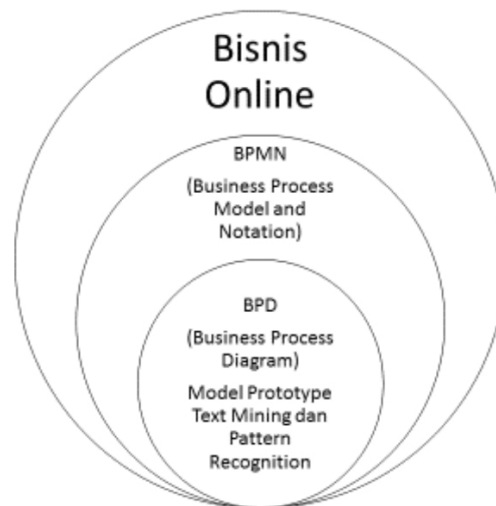 Bisnis
Online
BPMN
(Business Process
Model and
Notation)
BPD
(Business Process
Diagram)
Model Prototype
Text Mining dan
Pattern
Recognition